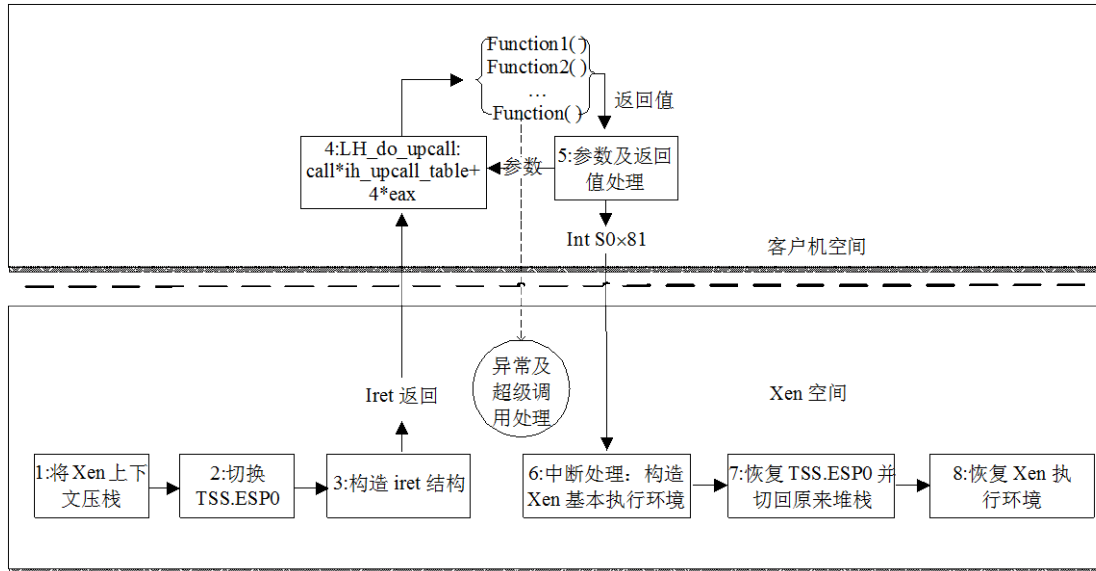 Function1( )
Function2( )
…
Function( )
返回值
4:LH_do_upcall:
call*ih_upcall_table+
4*eax
参数
5:参数及返回
值处理
Int S0×81
客户机空间
异常及
超级调
用处理
Iret 返回
Xen 空间
1:将 Xen 上下
文压栈
2:切换
TSS.ESP0
3:构造 iret 结构
6:中断处理：构造
Xen 基本执行环境
7:恢复 TSS.ESP0 并
切回原来堆栈
8:恢复 Xen 执
行环境